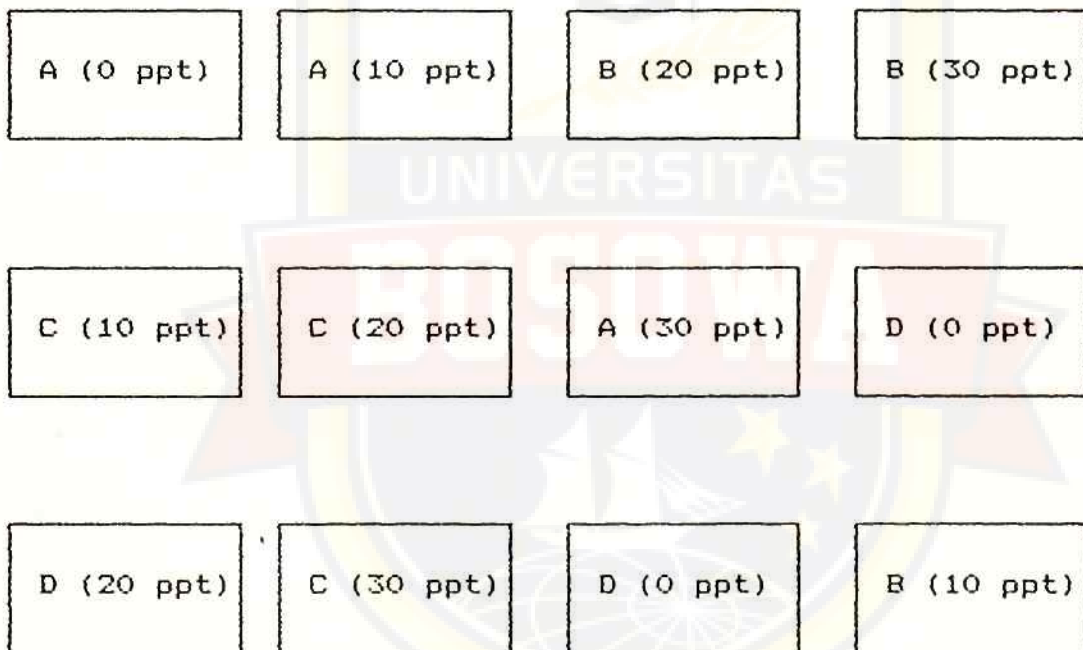 A (0 ppt) A (10 ppt) B (20 ppt) B (30 ppt)
UNIVERSITAS
BOSOWA
C (10 ppt) C (20 ppt) A (30 ppt) D (0 ppt)
D (20 ppt) C (30 ppt) D (0 ppt) B (10 ppt)